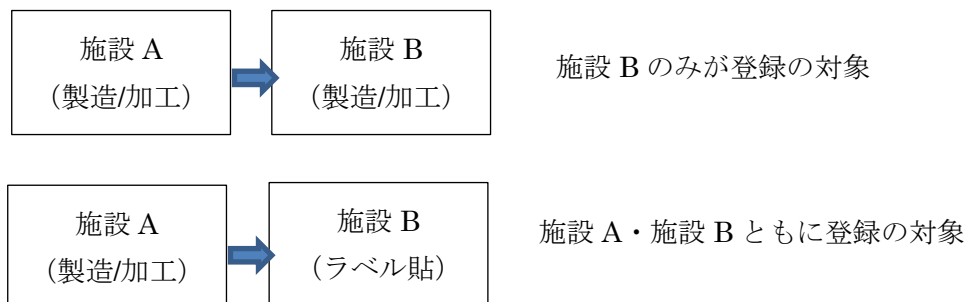 施設 A
（製造/加工）
施設 B
（製造/加工）
施設 B のみが登録の対象
施設 A
（製造/加工）
施設 B
（ラベル貼）
施設 A・施設 B ともに登録の対象